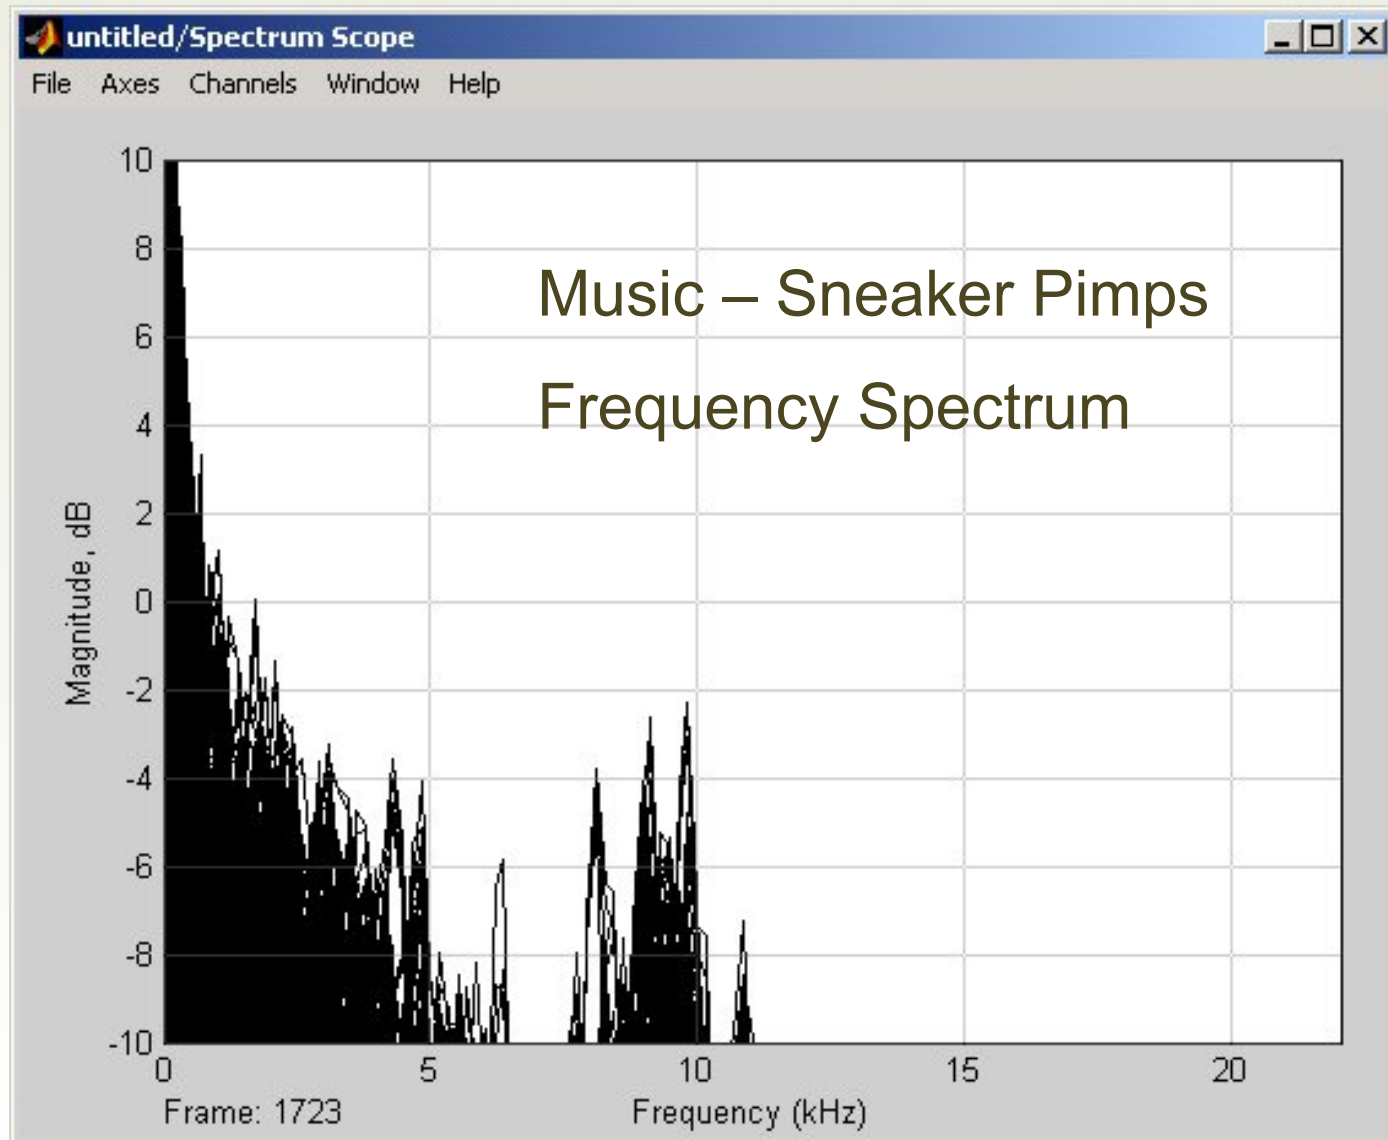 untitled/Spectrum Scope
File Axes Channels Window Help
Music – Sneaker Pimps
Frequency Spectrum
Magnitude, dB
10
8
6
4
2
0
-2
-4
-6
-8
-10
0 5 10 15 20
Frame: 1723 Frequency (kHz)